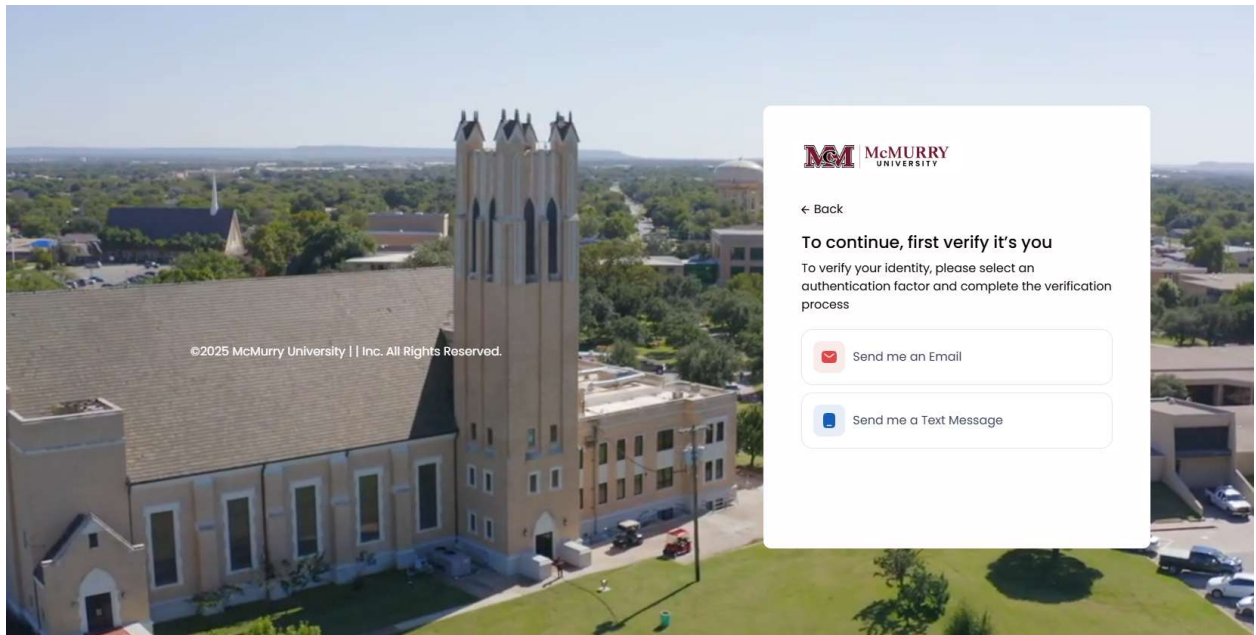 ©2025 McMurry University | | Inc. All Rights Reserved.
MCM McMURRY
UNIVERSITY
← Back
To continue, first verify it's you
To verify your identity, please select an
authentication factor and complete the verification
process
Send me an Email
Send me a Text Message